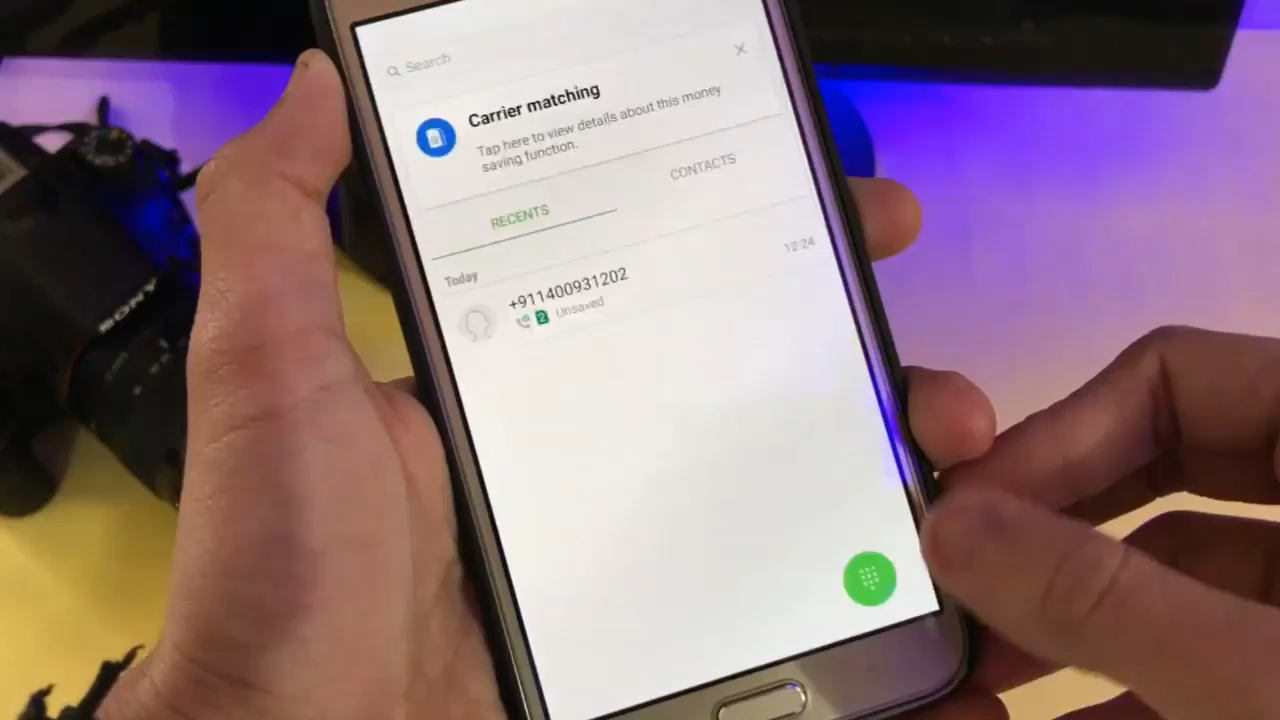 Search
Carrier matching
Tap here to view details about this money
saving function.
RECENTS
CONTACTS
Today
+911400931202
12:24
2 Unsaved
SONY